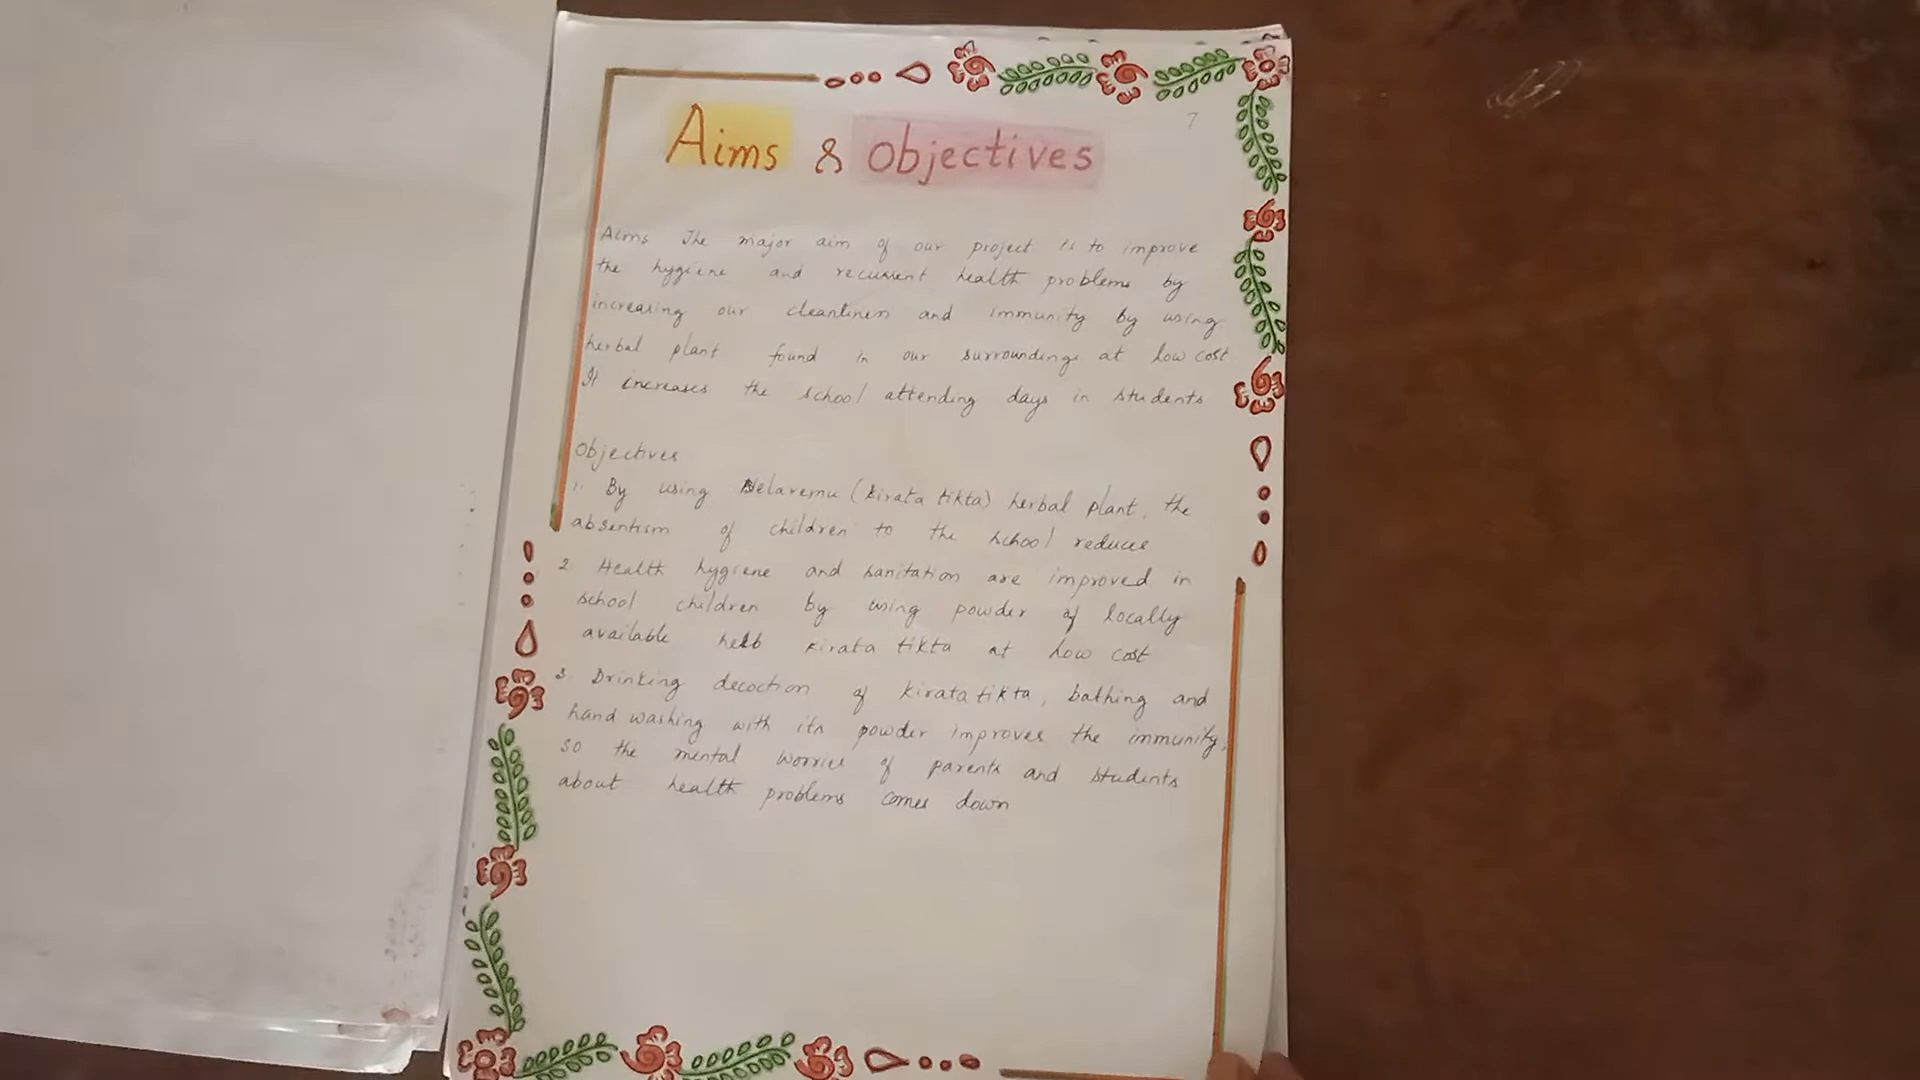 7
Aims & Objectives
Aims The major aim of our project is to improve
the hygiene and recurrent health problems by
increasing our cleanliness and immunity by using
herbal plant found in our surroundings at low cost
It increases the school attending days in students
Objectives
1. By using Nelavemu (Kirata tikta) herbal plant, the
absentism of children to the school reduces
2 Health hygiene and sanitation are improved in
school children by using powder of locally
available herb Kirata tikta at low cost
3 Drinking decoction of Kirata tikta, bathing and
hand washing with its powder improves the immunity,
so the mental worries of parents and students
about health problems comes down